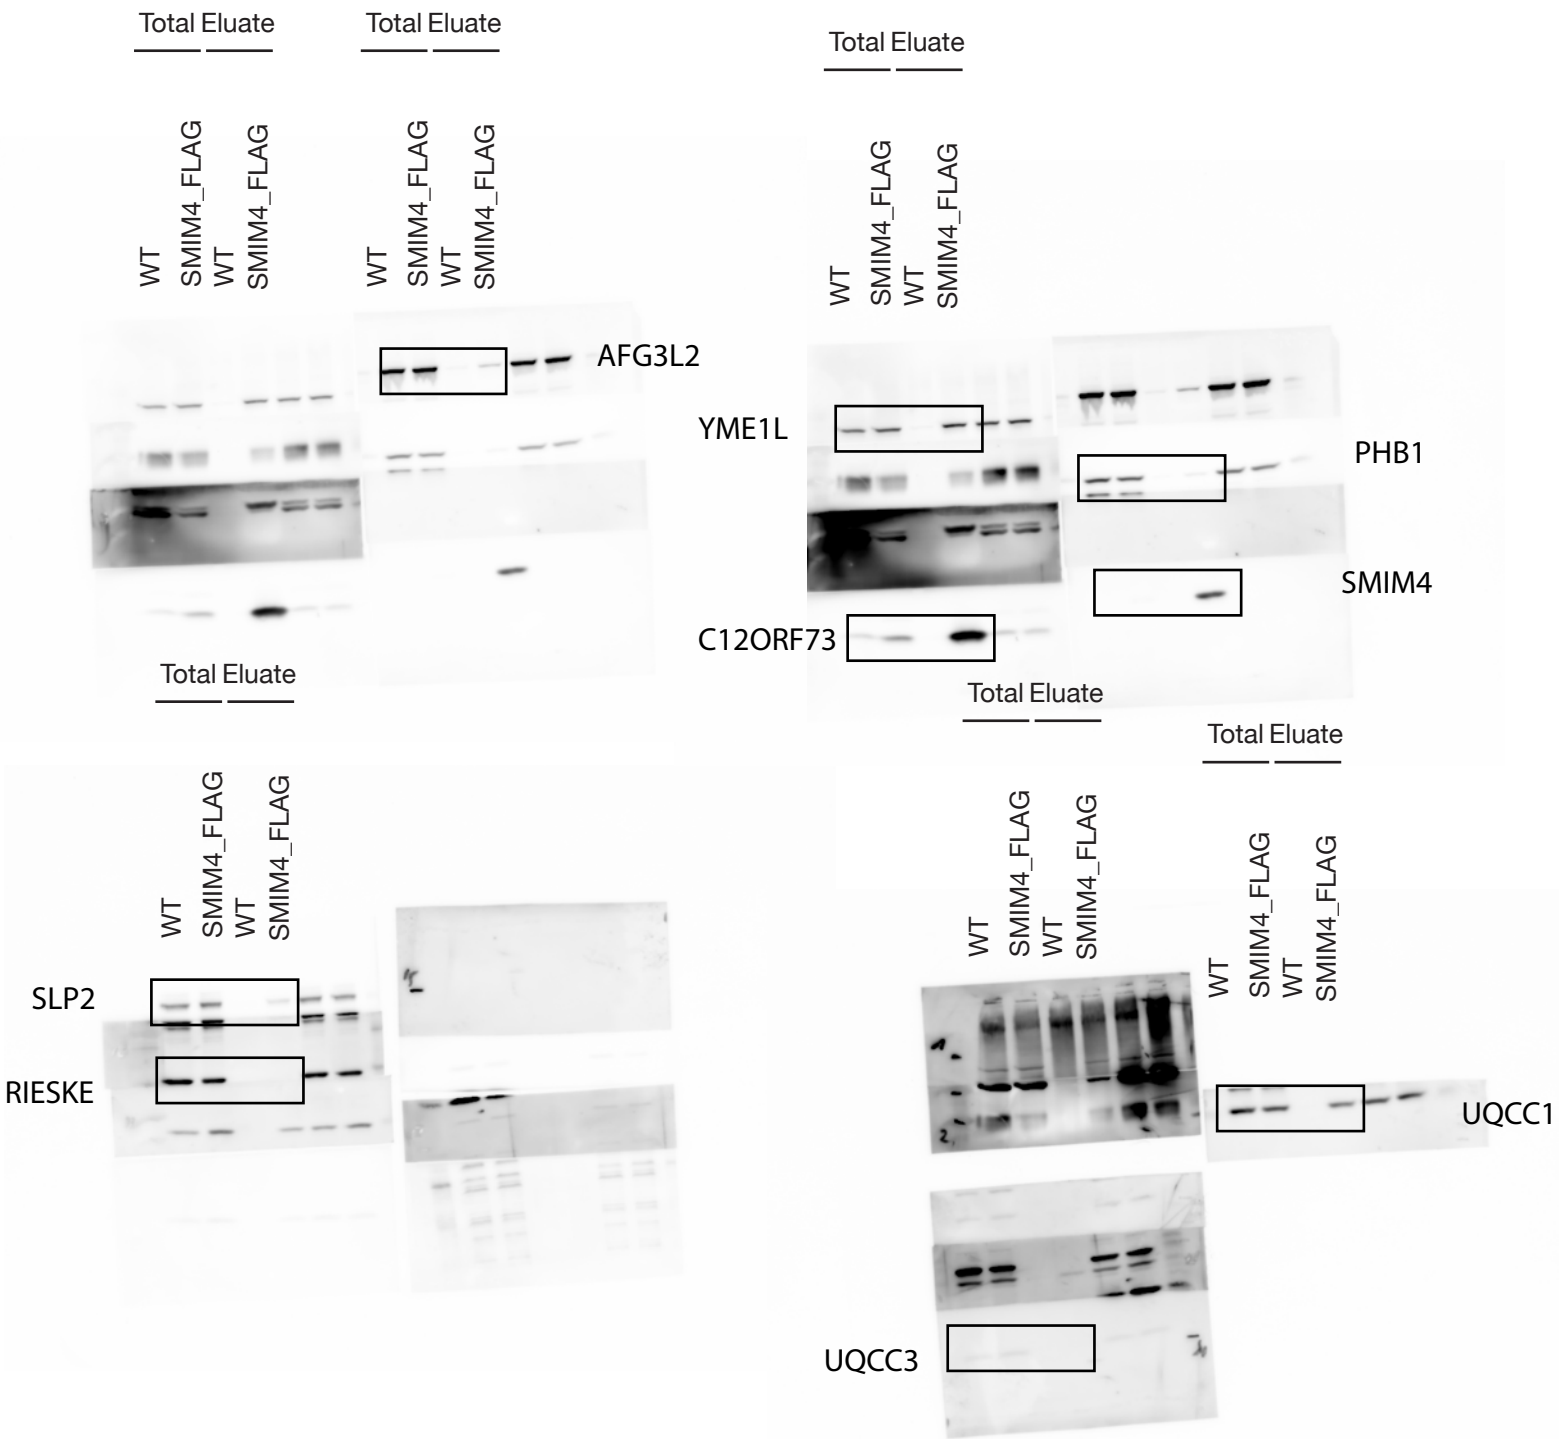 Total Eluate
Total Eluate
Total Eluate
WT
SMIM4_FLAG
WT
SMIM4_FLAG
WT
SMIM4_FLAG
WT
SMIM4_FLAG
WT
SMIM4_FLAG
WT
SMIM4_FLAG
AFG3L2
YME1L
PHB1
SMIM4
C12ORF73
Total Eluate
Total Eluate
Total Eluate
WT
SMIM4_FLAG
WT
SMIM4_FLAG
WT
SMIM4_FLAG
WT
SMIM4_FLAG
WT
SMIM4_FLAG
WT
SMIM4_FLAG
SLP2
RIESKE
UQCC1
UQCC3